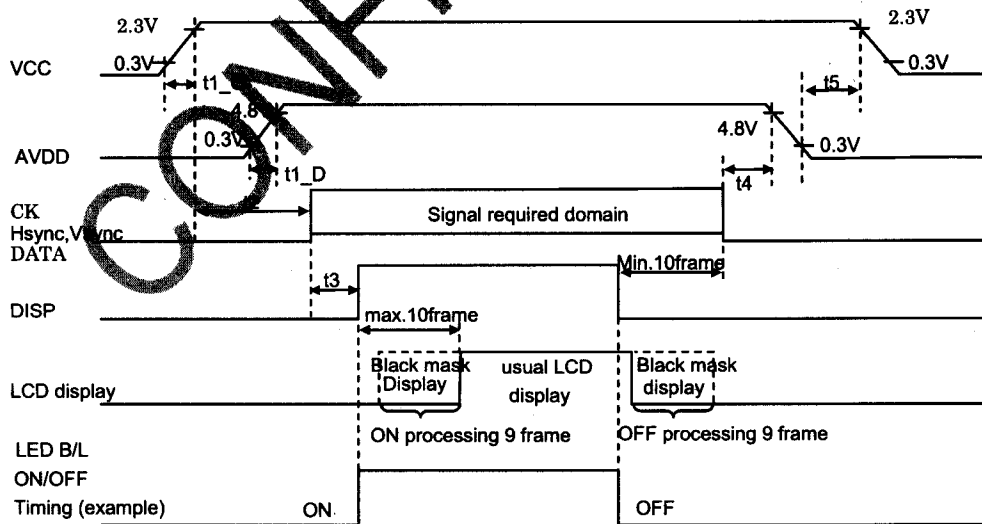 2.3V
2.3V
VCC
0.3V
0.3V
t1_
t5
4.8
4.8V
0.3V
0.3V
AVDD
t1_D
t4
CK
Signal required domain
Hsync,Vsync
DATA
Min.10frame
t3
DISP
max.10frame
Black mask
Display
usual LCD
display
Black mask
display
LCD display
ON processing 9 frame
OFF processing 9 frame
LED B/L
ON/OFF
Timing (example)
ON
OFF